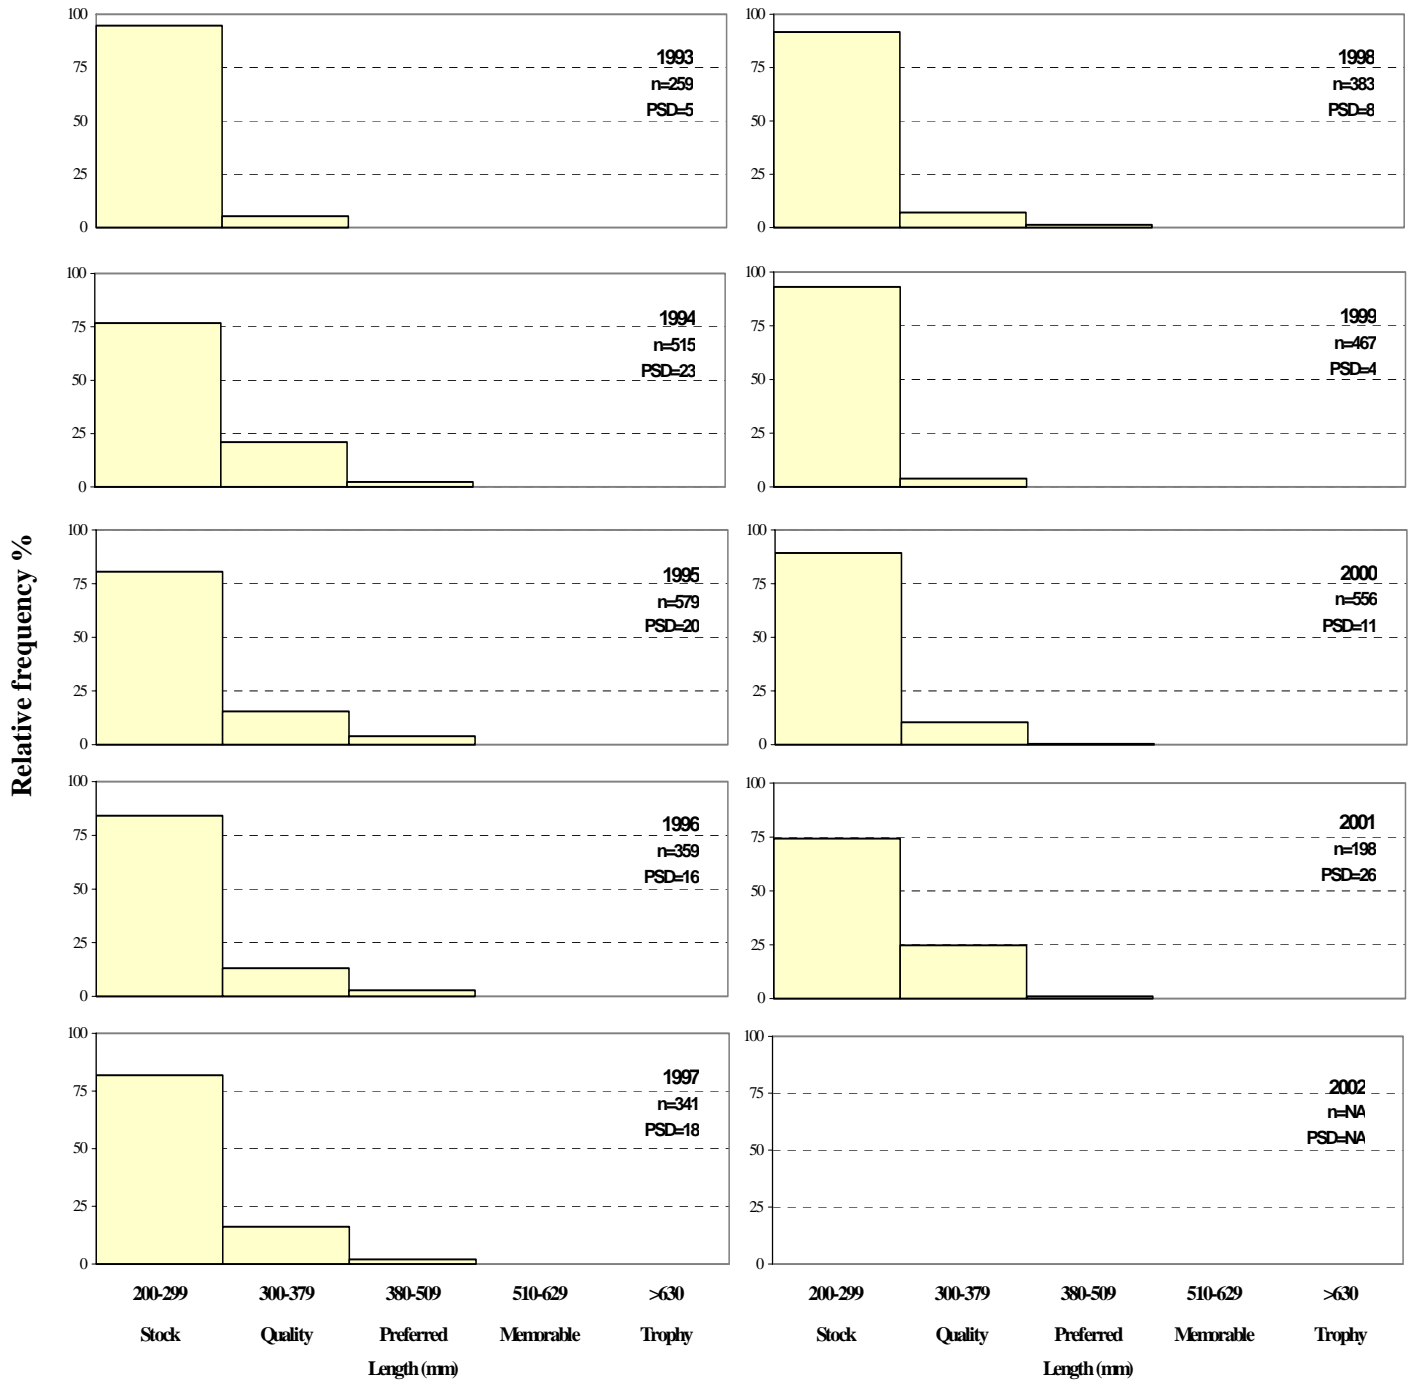 Relative frequency %
100
75
50
25
0
1993
n=259
PSD=5
100
75
50
25
0
1998
n=383
PSD=8
100
75
50
25
0
1994
n=515
PSD=23
100
75
50
25
0
1999
n=467
PSD=4
100
75
50
25
0
1995
n=579
PSD=20
100
75
50
25
0
2000
n=556
PSD=11
100
75
50
25
0
1996
n=359
PSD=16
100
75
50
25
0
2001
n=198
PSD=26
100
75
50
25
0
1997
n=341
PSD=18
100
75
50
25
0
2002
n=NA
PSD=NA
200-299 300-379 380-509 510-629 >630
Stock Quality Preferred Memorable Trophy
Length (mm)
200-299 300-379 380-509 510-629 >630
Stock Quality Preferred Memorable Trophy
Length (mm)